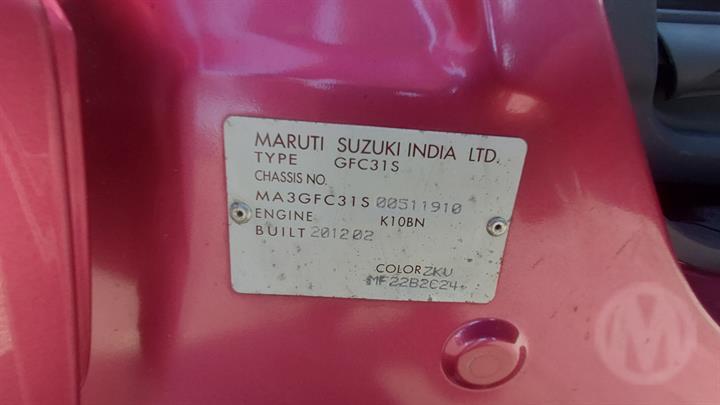 MARUTI SUZUKI INDIA LTD.
TYPE GFC31S
CHASSIS NO.
MA3GFC31S 00511910
ENGINE K10BN
BUILT 201202
COLOR ZKU
MF22B2C24
M